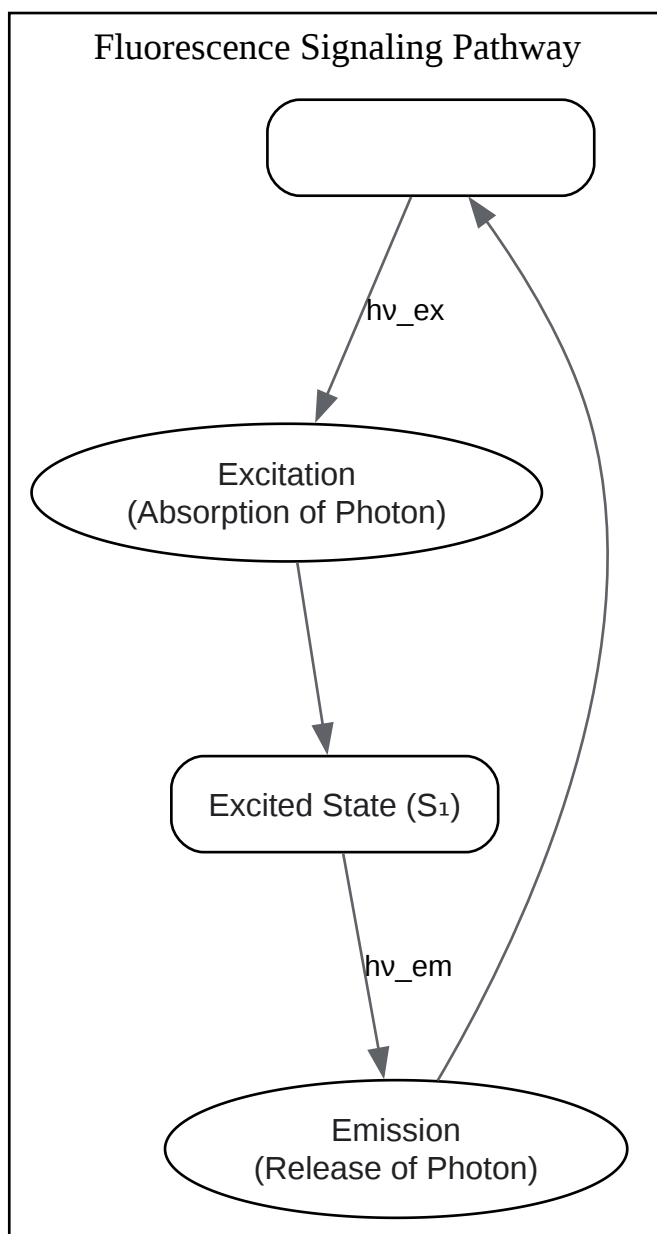 Fluorescence Signaling Pathway
hν_ex
Excitation
(Absorption of Photon)
Excited State (S₁)
hν_em
Emission
(Release of Photon)